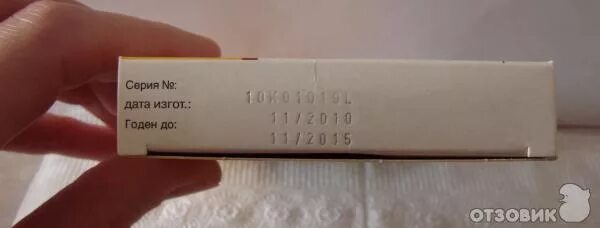 Серия №: 10K01019L
дата изгот.: 11/2010
Годен до: 11/2015
ОТЗОВИК